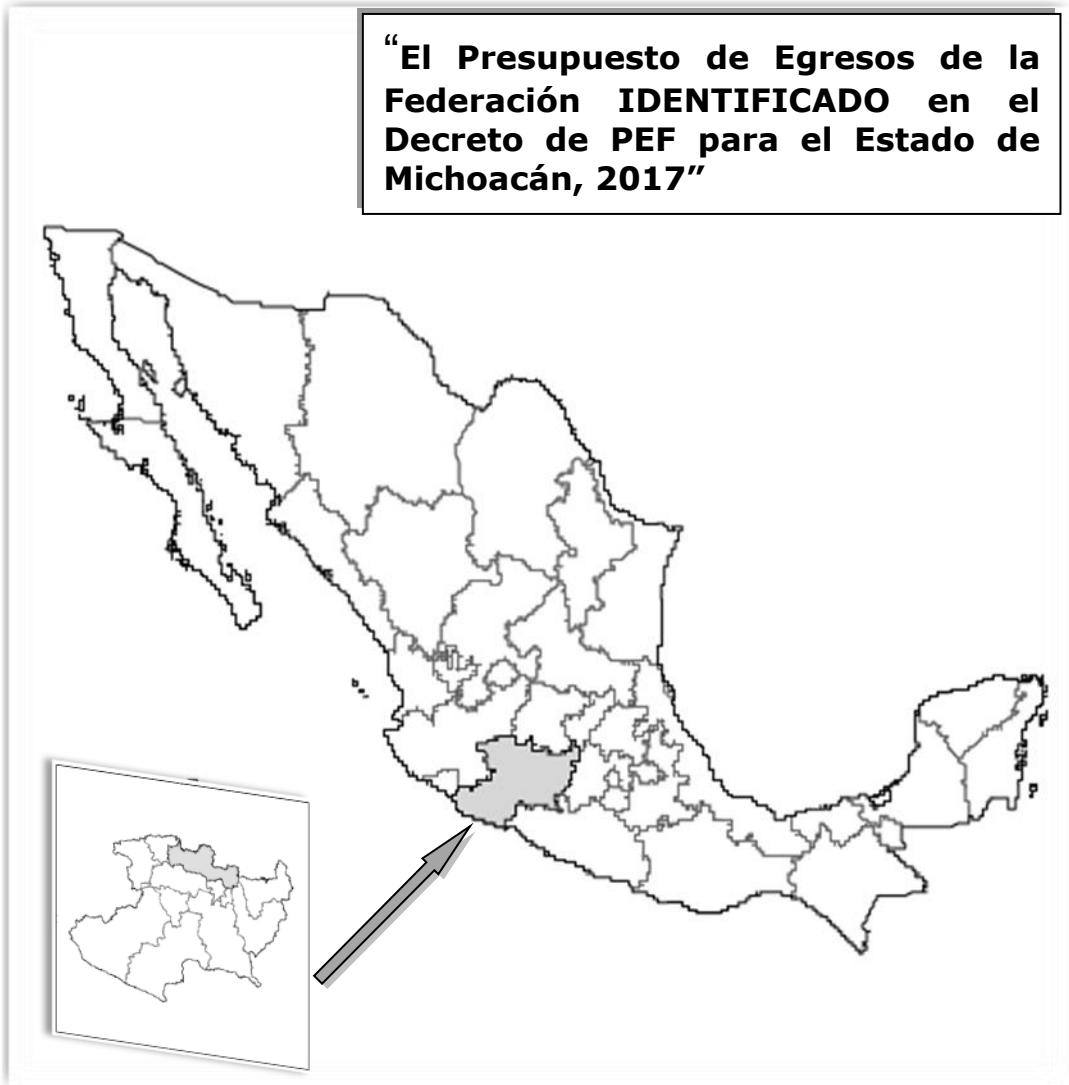 “El Presupuesto de Egresos de la
Federación IDENTIFICADO en el
Decreto de PEF para el Estado de
Michoacán, 2017”